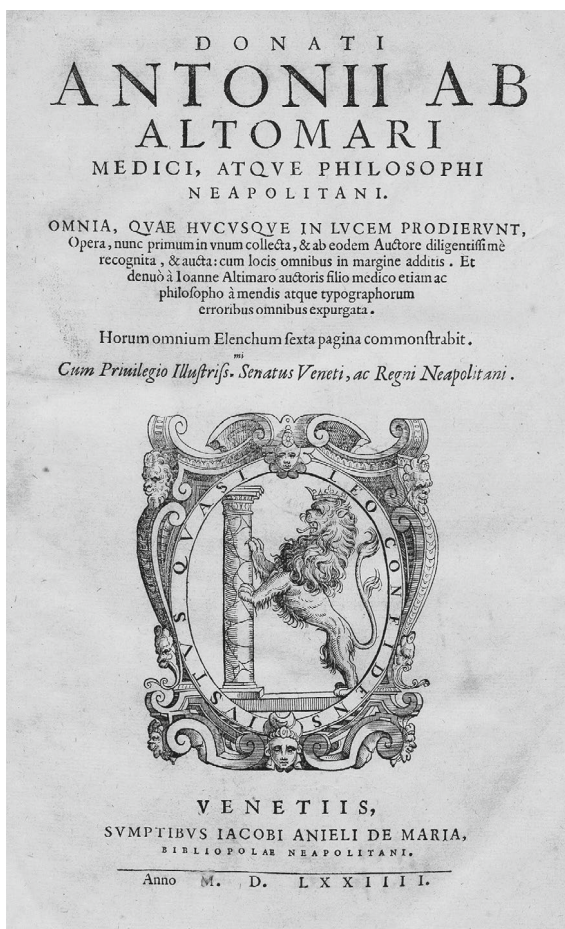 DONATI
ANTONII AB
ALTOMARI
MEDICI, ATQVE PHILOSOPHI
NEAPOLITANI.
OMNIA, QVAE HVCVSQVE IN LVCEM PRODIERVNT,
Opera, nunc primum in vnum collecta, & ab eodem Auctore diligentiſſimè
recognita, & aucta: cum locis omnibus in margine additis. Et
denuò à Ioanne Altimaro auctoris filio medico etiam ac
philoſopho à mendis atque typographorum
erroribus omnibus expurgata.
Horum omnium Elenchum ſexta pagina commonſtrabit.
Cum Priuilegio Illuſtriſs.mi Senatus Veneti, ac Regni Neapolitani.
IVSTVS QVASI LEO CONFIDENS
VENETIIS,
SVMPTIBVS IACOBI ANIELI DE MARIA,
BIBLIOPOLAE NEAPOLITANI.
Anno M. D. LXXIIII.